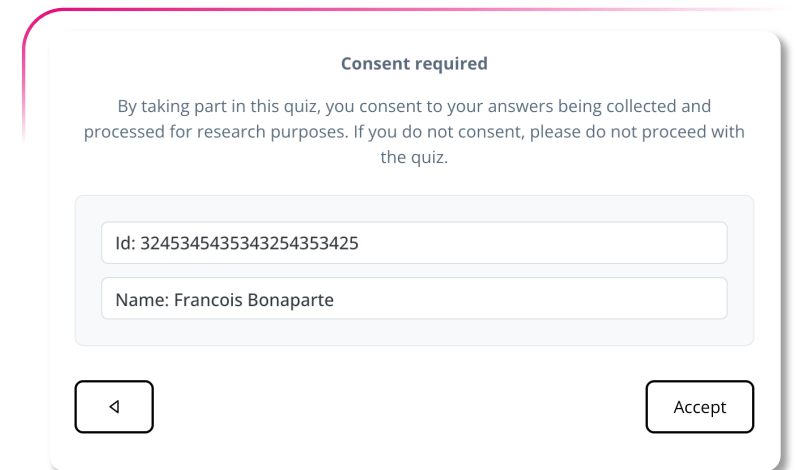 Consent required
By taking part in this quiz, you consent to your answers being collected and
processed for research purposes. If you do not consent, please do not proceed with
the quiz.
Id: 3245345435343254353425
Name: Francois Bonaparte
Accept